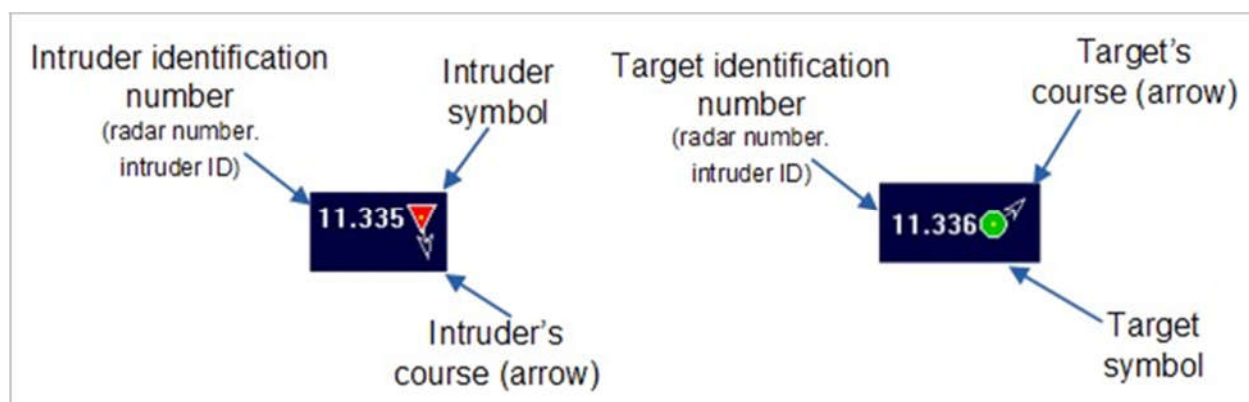 Intruder identification
number
(radar number.
intruder ID)
Intruder
symbol
11.335
Intruder's
course (arrow)
Target identification
number
(radar number.
intruder ID)
Target's
course (arrow)
11.336
Target
symbol